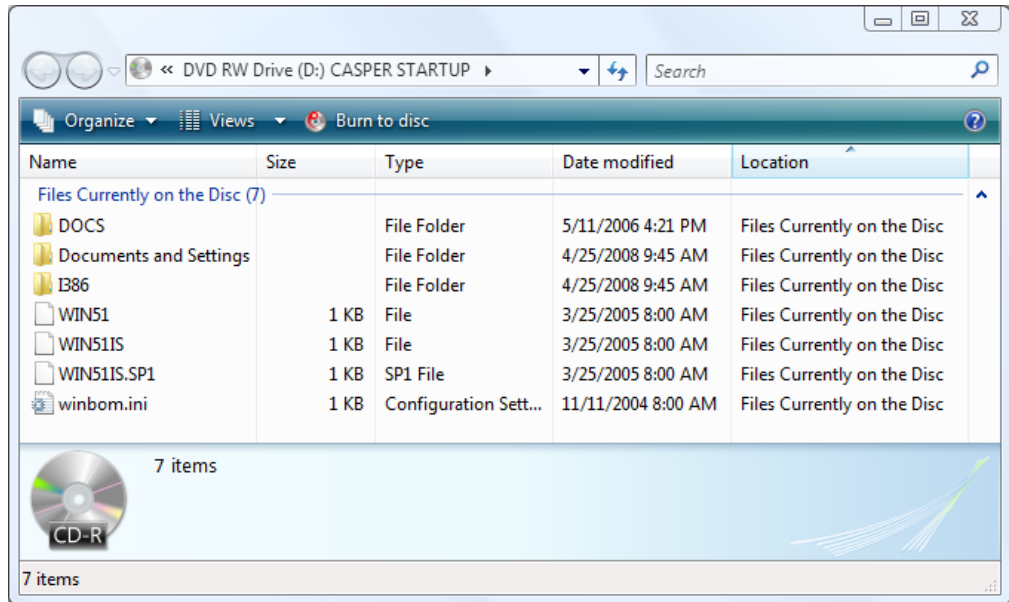 « DVD RW Drive (D:) CASPER STARTUP Search
Organize Views Burn to disc
Name Size Type Date modified Location
Files Currently on the Disc (7)
DOCS File Folder 5/11/2006 4:21 PM Files Currently on the Disc
Documents and Settings File Folder 4/25/2008 9:45 AM Files Currently on the Disc
I386 File Folder 4/25/2008 9:45 AM Files Currently on the Disc
WIN51 1 KB File 3/25/2005 8:00 AM Files Currently on the Disc
WIN51IS 1 KB File 3/25/2005 8:00 AM Files Currently on the Disc
WIN51IS.SP1 1 KB SP1 File 3/25/2005 8:00 AM Files Currently on the Disc
winbom.ini 1 KB Configuration Sett... 11/11/2004 8:00 AM Files Currently on the Disc
7 items
CD-R
7 items